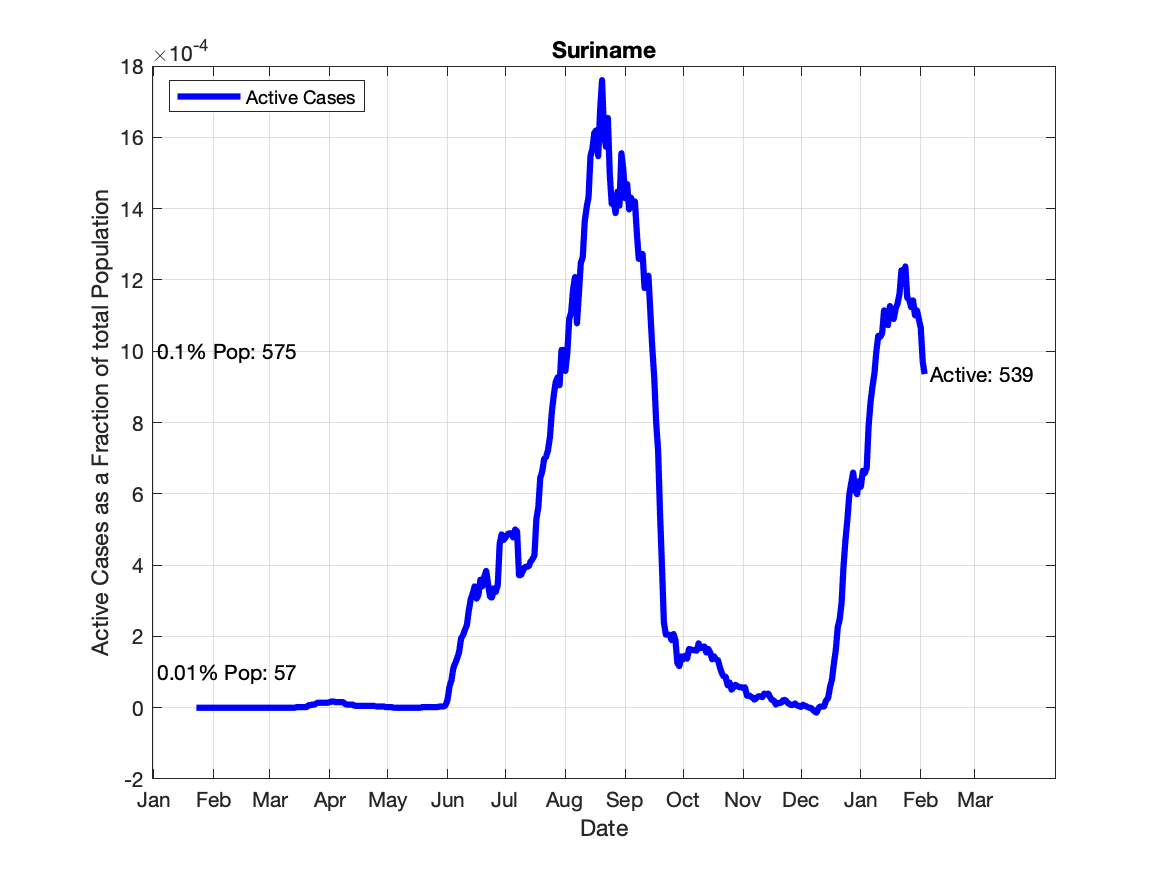 Suriname
×10-4
18
16
14
12
10
8
6
4
2
0
-2
Active Cases
0.1% Pop: 575
0.01% Pop: 57
Active: 539
Active Cases as a Fraction of total Population
Jan Feb Mar Apr May Jun Jul Aug Sep Oct Nov Dec Jan Feb Mar
Date